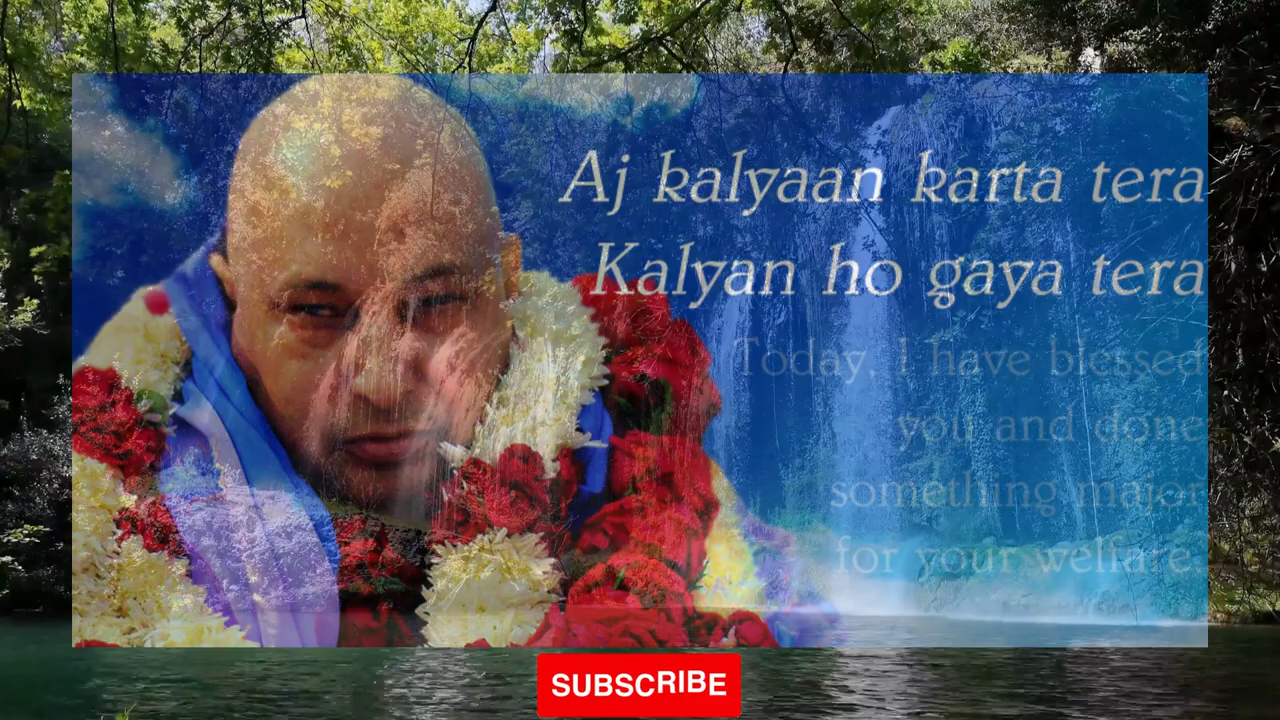 Aj kalyaan karta tera
Kalyan ho gaya tera
Today, I have blessed
you and done
something major
for your welfare.
SUBSCRIBE